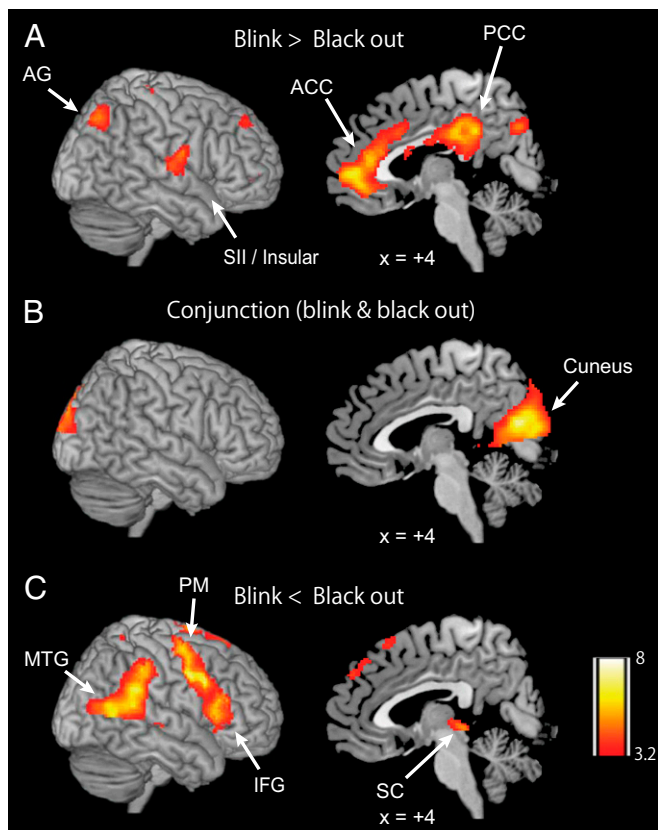 A
Blink > Black out
PCC
AG
ACC
SII / Insular
x = +4
B
Conjunction (blink & black out)
Cuneus
x = +4
C
PM
Blink < Black out
MTG
8
3.2
IFG
SC
x = +4